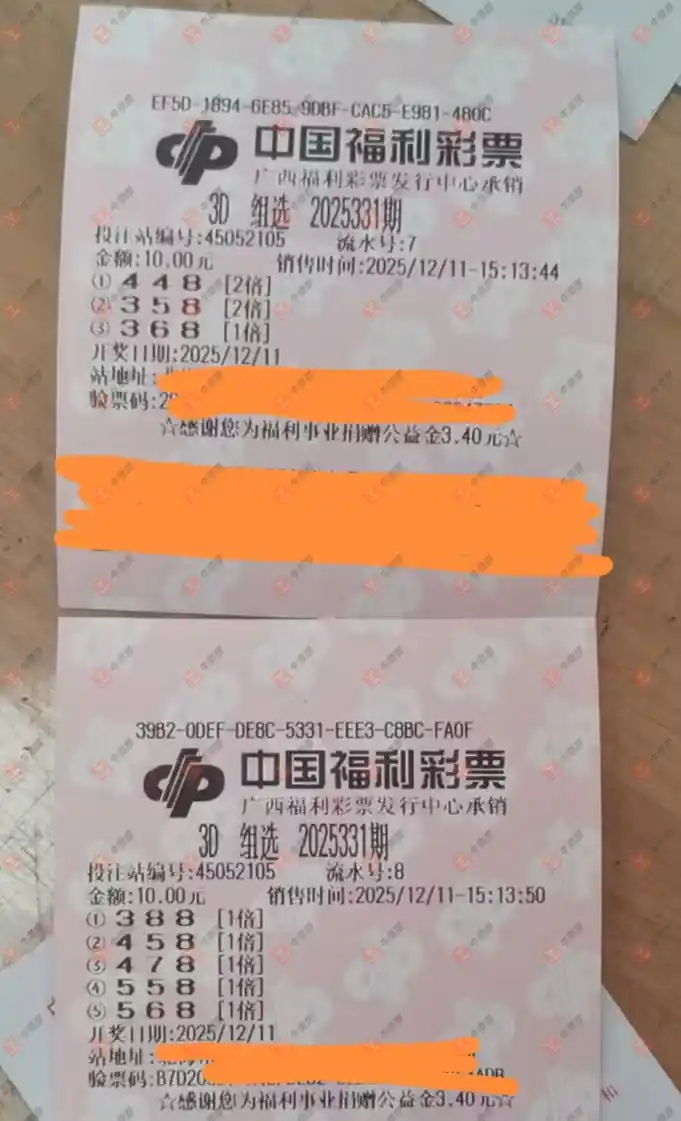 EF5D-1894-6E85-9DBF-CAC5-E981-480C
中国福利彩票
广西福利彩票发行中心承销
3D 组选 2025331期
投注站编号:45052105 流水号:7
金额:10.00元 销售时间:2025/12/11-15:13:44
① 4 4 8 [2倍]
② 3 5 8 [2倍]
③ 3 6 8 [1倍]
开奖日期:2025/12/11
站地址:
验票码:2
☆感谢您为福利事业捐赠公益金3.40元☆
39B2-0DEF-DE8C-5331-EEE3-C8BC-FA0F
中国福利彩票
广西福利彩票发行中心承销
3D 组选 2025331期
投注站编号:45052105 流水号:8
金额:10.00元 销售时间:2025/12/11-15:13:50
① 3 8 8 [1倍]
② 4 5 8 [1倍]
③ 4 7 8 [1倍]
④ 5 5 8 [1倍]
⑤ 5 6 8 [1倍]
开奖日期:2025/12/11
站地址:
验票码:B7D20
☆感谢您为福利事业捐赠公益金3.40元☆
和